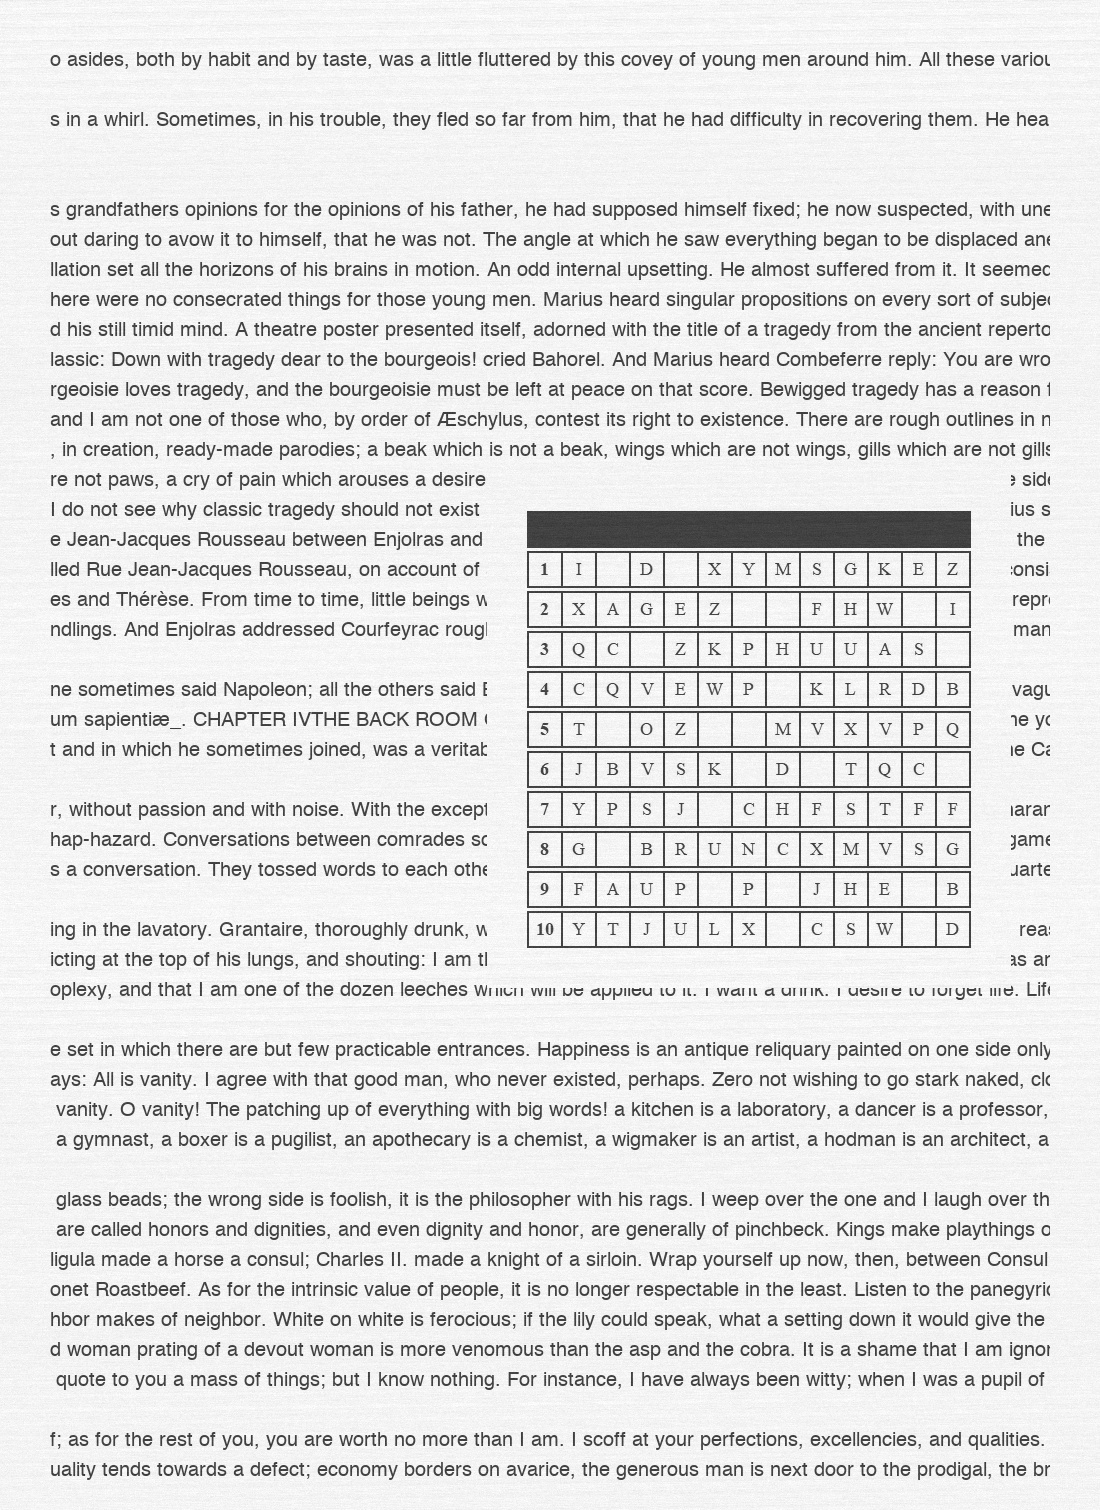 o asides, both by habit and by taste, was a little fluttered by this covey of young men around him. All these variou
s in a whirl. Sometimes, in his trouble, they fled so far from him, that he had difficulty in recovering them. He hea
s grandfathers opinions for the opinions of his father, he had supposed himself fixed; he now suspected, with une
out daring to avow it to himself, that he was not. The angle at which he saw everything began to be displaced ane
llation set all the horizons of his brains in motion. An odd internal upsetting. He almost suffered from it. It seemed
here were no consecrated things for those young men. Marius heard singular propositions on every sort of subjec
d his still timid mind. A theatre poster presented itself, adorned with the title of a tragedy from the ancient reperto
lassic: Down with tragedy dear to the bourgeois! cried Bahorel. And Marius heard Combeferre reply: You are wro
rgeoisie loves tragedy, and the bourgeoisie must be left at peace on that score. Bewigged tragedy has a reason f
and I am not one of those who, by order of Æschylus, contest its right to existence. There are rough outlines in n
, in creation, ready-made parodies; a beak which is not a beak, wings which are not wings, gills which are not gills
re not paws, a cry of pain which arouses a desire side
I do not see why classic tragedy should not exist ius s
e Jean-Jacques Rousseau between Enjolras and the
lled Rue Jean-Jacques Rousseau, on account of consi
es and Thérèse. From time to time, little beings w repre
ndlings. And Enjolras addressed Courfeyrac rough man
ne sometimes said Napoleon; all the others said B vagu
um sapientiæ_. CHAPTER IVTHE BACK ROOM ne yo
t and in which he sometimes joined, was a veritab ne Ca
r, without passion and with noise. With the except haran
hap-hazard. Conversations between comrades so game
s a conversation. They tossed words to each othe uarte
ing in the lavatory. Grantaire, thoroughly drunk, w reas
icting at the top of his lungs, and shouting: I am th as an
1 I D X Y M S G K E Z
2 X A G E Z F H W I
3 Q C Z K P H U U A S
4 C Q V E W P K L R D B
5 T O Z M V X V P Q
6 J B V S K D T Q C
7 Y P S J C H F S T F F
8 G B R U N C X M V S G
9 F A U P P J H E B
10 Y T J U L X C S W D
oplexy, and that I am one of the dozen leeches which will be applied to it. I want a drink. I desire to forget life. Life
e set in which there are but few practicable entrances. Happiness is an antique reliquary painted on one side only
ays: All is vanity. I agree with that good man, who never existed, perhaps. Zero not wishing to go stark naked, clo
vanity. O vanity! The patching up of everything with big words! a kitchen is a laboratory, a dancer is a professor,
a gymnast, a boxer is a pugilist, an apothecary is a chemist, a wigmaker is an artist, a hodman is an architect, a
glass beads; the wrong side is foolish, it is the philosopher with his rags. I weep over the one and I laugh over th
are called honors and dignities, and even dignity and honor, are generally of pinchbeck. Kings make playthings o
ligula made a horse a consul; Charles II. made a knight of a sirloin. Wrap yourself up now, then, between Consul
onet Roastbeef. As for the intrinsic value of people, it is no longer respectable in the least. Listen to the panegyric
hbor makes of neighbor. White on white is ferocious; if the lily could speak, what a setting down it would give the
d woman prating of a devout woman is more venomous than the asp and the cobra. It is a shame that I am ignor
quote to you a mass of things; but I know nothing. For instance, I have always been witty; when I was a pupil of
f; as for the rest of you, you are worth no more than I am. I scoff at your perfections, excellencies, and qualities.
uality tends towards a defect; economy borders on avarice, the generous man is next door to the prodigal, the br